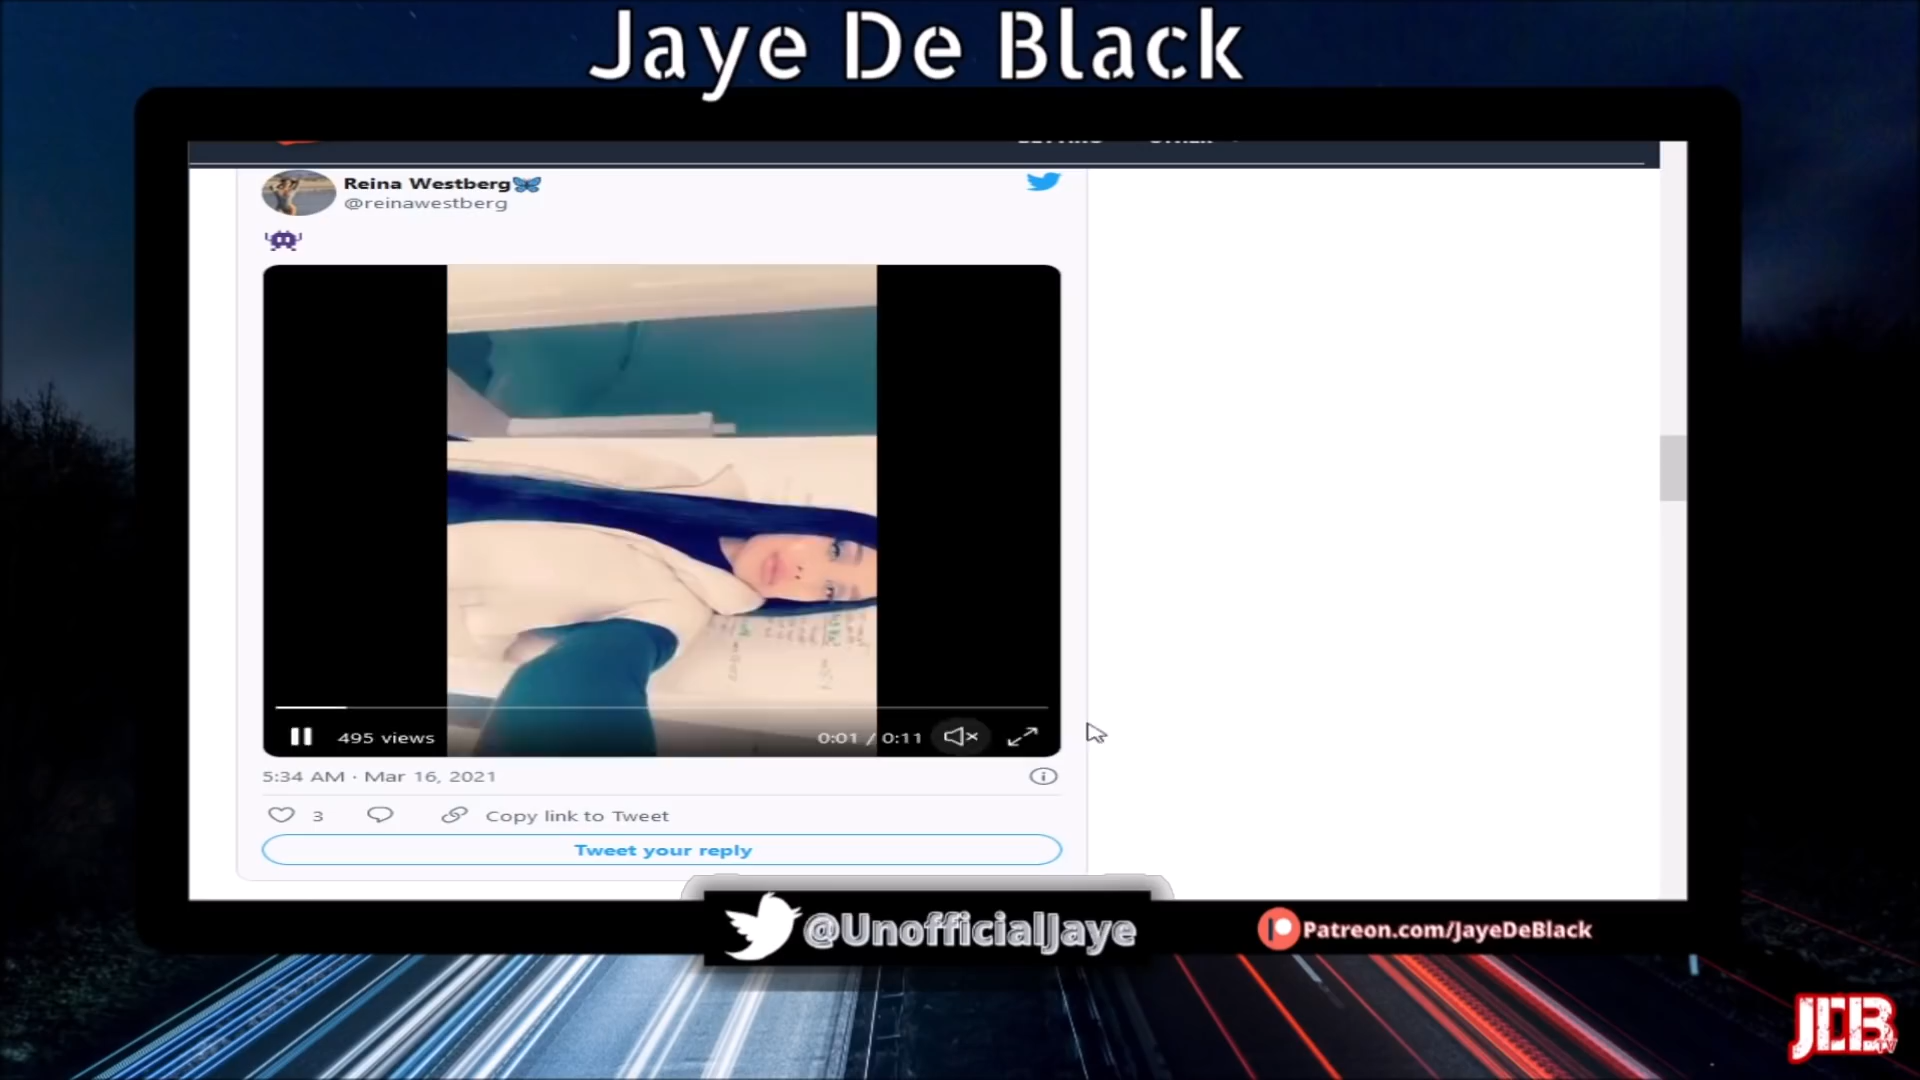 Jaye De Black
Reina Westberg
@reinawestberg
495 views
0:01 / 0:11
5:34 AM · Mar 16, 2021
3
Copy link to Tweet
Tweet your reply
@UnofficialJaye
Patreon.com/JayeDeBlack
JDB
TV